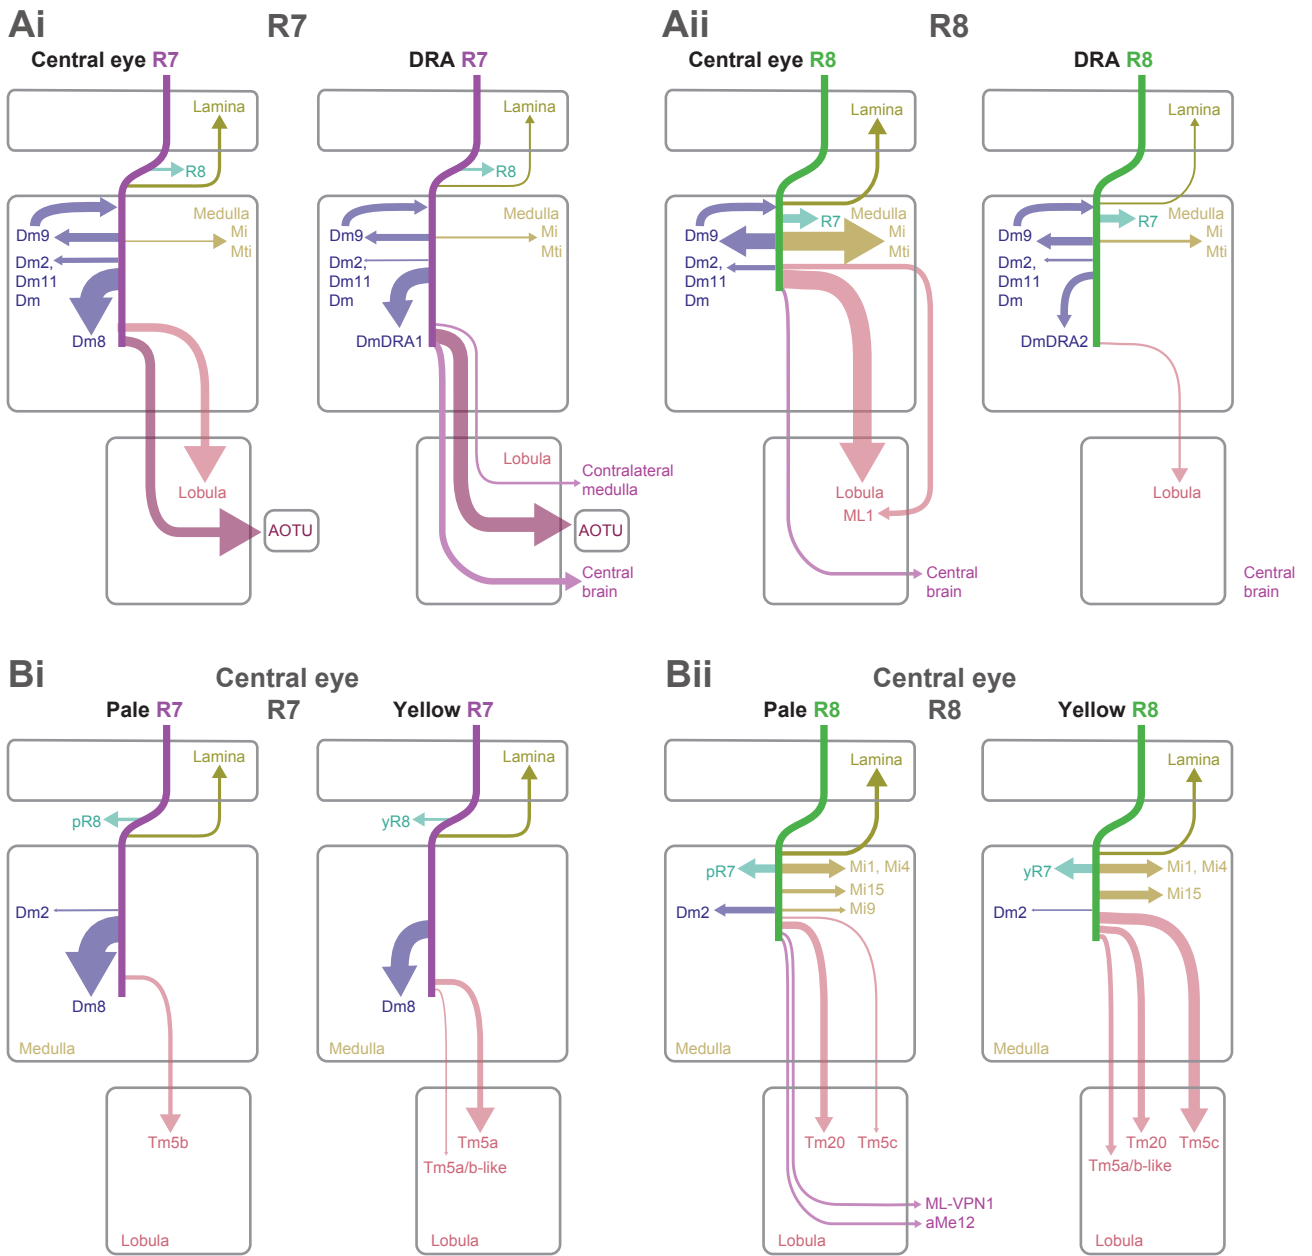 Ai
R7
Aii
R8
Central eye R7
DRA R7
Central eye R8
DRA R8
Lamina
R8
Medulla
Mi
Mti
Dm9
Dm2,
Dm11
Dm
Dm8
Lobula
AOTU
Lamina
R8
Medulla
Mi
Mti
Dm9
Dm2,
Dm11
Dm
DmDRA1
Lobula
Contralateral
medulla
AOTU
Central
brain
Lamina
R7
Medulla
Mi
Mti
Dm9
Dm2,
Dm11
Dm
Lobula
ML1
Central
brain
Lamina
R7
Medulla
Mi
Mti
Dm9
Dm2,
Dm11
Dm
DmDRA2
Lobula
Central
brain
Bi
Central eye
R7
Bii
Central eye
R8
Pale R7
Yellow R7
Pale R8
Yellow R8
Lamina
pR8
Dm2
Dm8
Medulla
Tm5b
Lobula
Lamina
yR8
Dm8
Medulla
Tm5a
Tm5a/b-like
Lobula
Lamina
pR7
Mi1, Mi4
Mi15
Mi9
Dm2
Medulla
Tm20
Tm5c
ML-VPN1
aMe12
Lobula
Lamina
yR7
Mi1, Mi4
Mi15
Dm2
Medulla
Tm20
Tm5c
Tm5a/b-like
Lobula